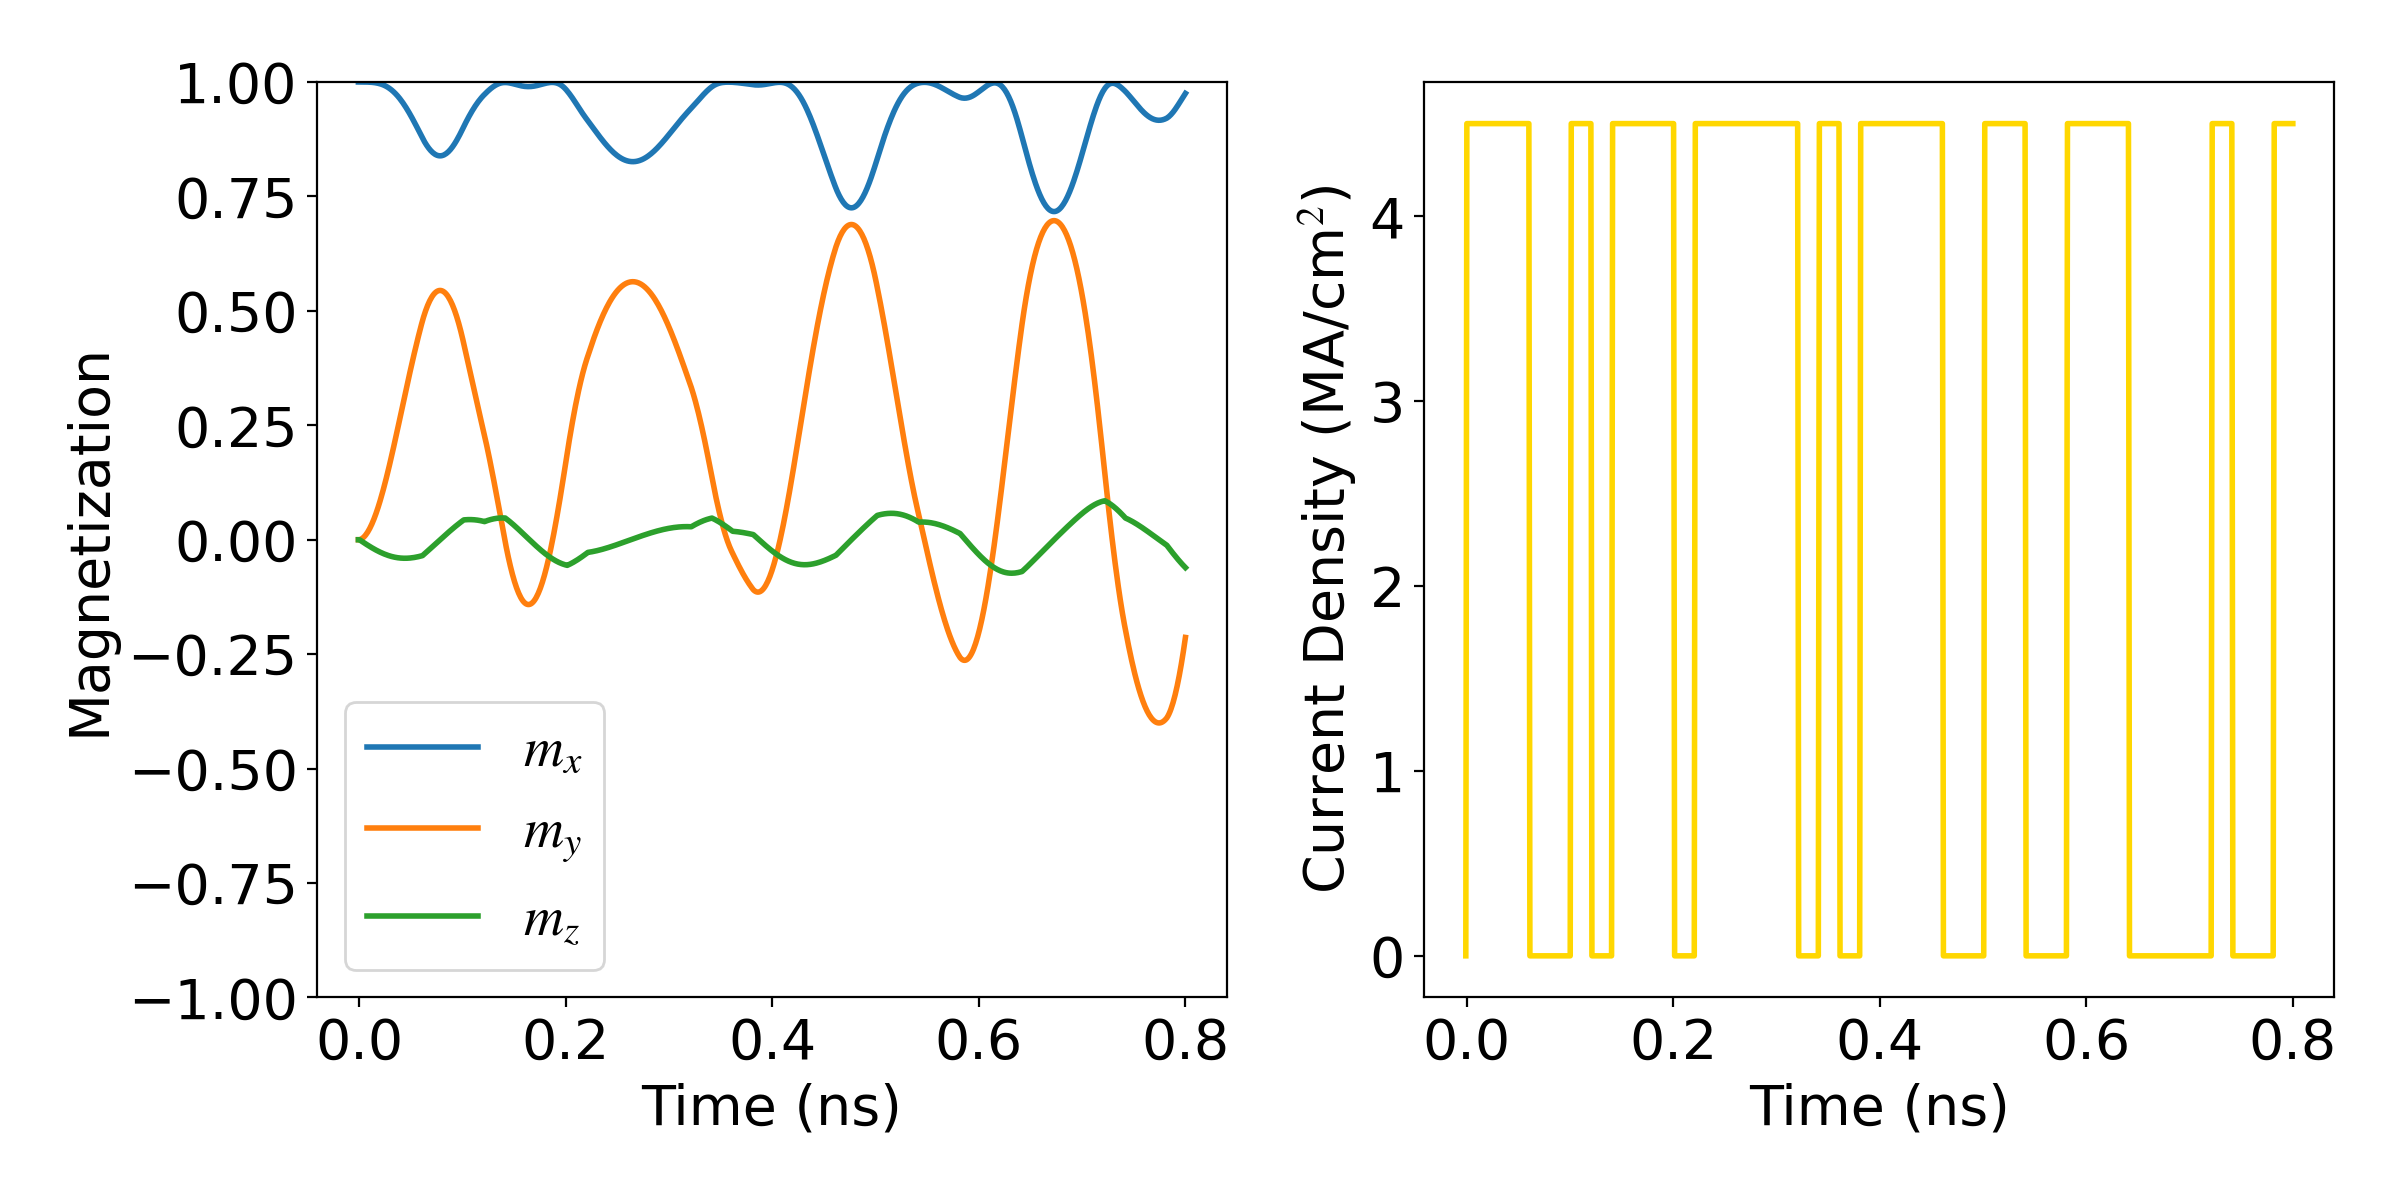 Magnetization
1.00
0.75
0.50
0.25
0.00
−0.25
−0.50
−0.75
−1.00
m_x
m_y
m_z
0.0 0.2 0.4 0.6 0.8
Time (ns)
Current Density (MA/cm²)
4
3
2
1
0
0.0 0.2 0.4 0.6 0.8
Time (ns)